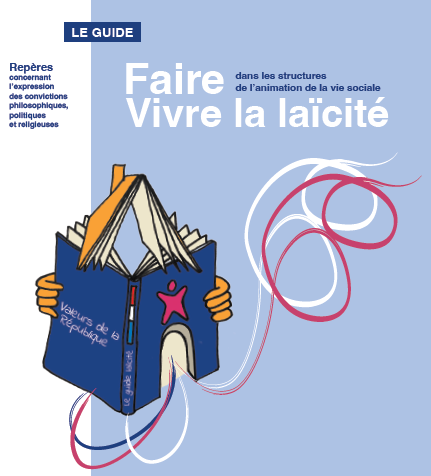 LE GUIDE
Repères
concernant
l'expression
des convictions
philosophiques,
politiques
et religieuses
Faire
dans les structures
de l'animation de la vie sociale
Vivre la laïcité
Valeurs de la
République
Le guide laïcité